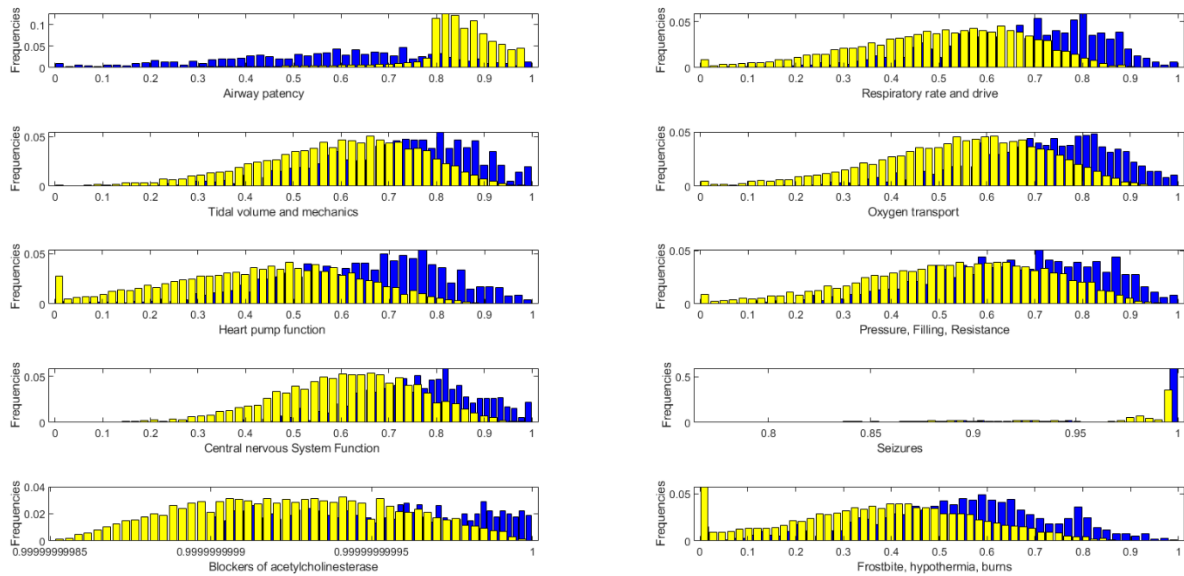 Frequencies
0.1
0.05
0
0 0.1 0.2 0.3 0.4 0.5 0.6 0.7 0.8 0.9 1
Airway patency
Frequencies
0.05
0
0 0.1 0.2 0.3 0.4 0.5 0.6 0.7 0.8 0.9 1
Respiratory rate and drive
Frequencies
0.05
0
0 0.1 0.2 0.3 0.4 0.5 0.6 0.7 0.8 0.9 1
Tidal volume and mechanics
Frequencies
0.05
0
0 0.1 0.2 0.3 0.4 0.5 0.6 0.7 0.8 0.9 1
Oxygen transport
Frequencies
0.05
0
0 0.1 0.2 0.3 0.4 0.5 0.6 0.7 0.8 0.9 1
Heart pump function
Frequencies
0.05
0
0 0.1 0.2 0.3 0.4 0.5 0.6 0.7 0.8 0.9 1
Pressure, Filling, Resistance
Frequencies
0.05
0
0 0.1 0.2 0.3 0.4 0.5 0.6 0.7 0.8 0.9 1
Central nervous System Function
Frequencies
0.5
0
0.8 0.85 0.9 0.95 1
Seizures
Frequencies
0.04
0.02
0
0.99999999985 0.9999999999 0.99999999995 1
Blockers of acetylcholinesterase
Frequencies
0.05
0
0 0.1 0.2 0.3 0.4 0.5 0.6 0.7 0.8 0.9 1
Frostbite, hypothermia, burns